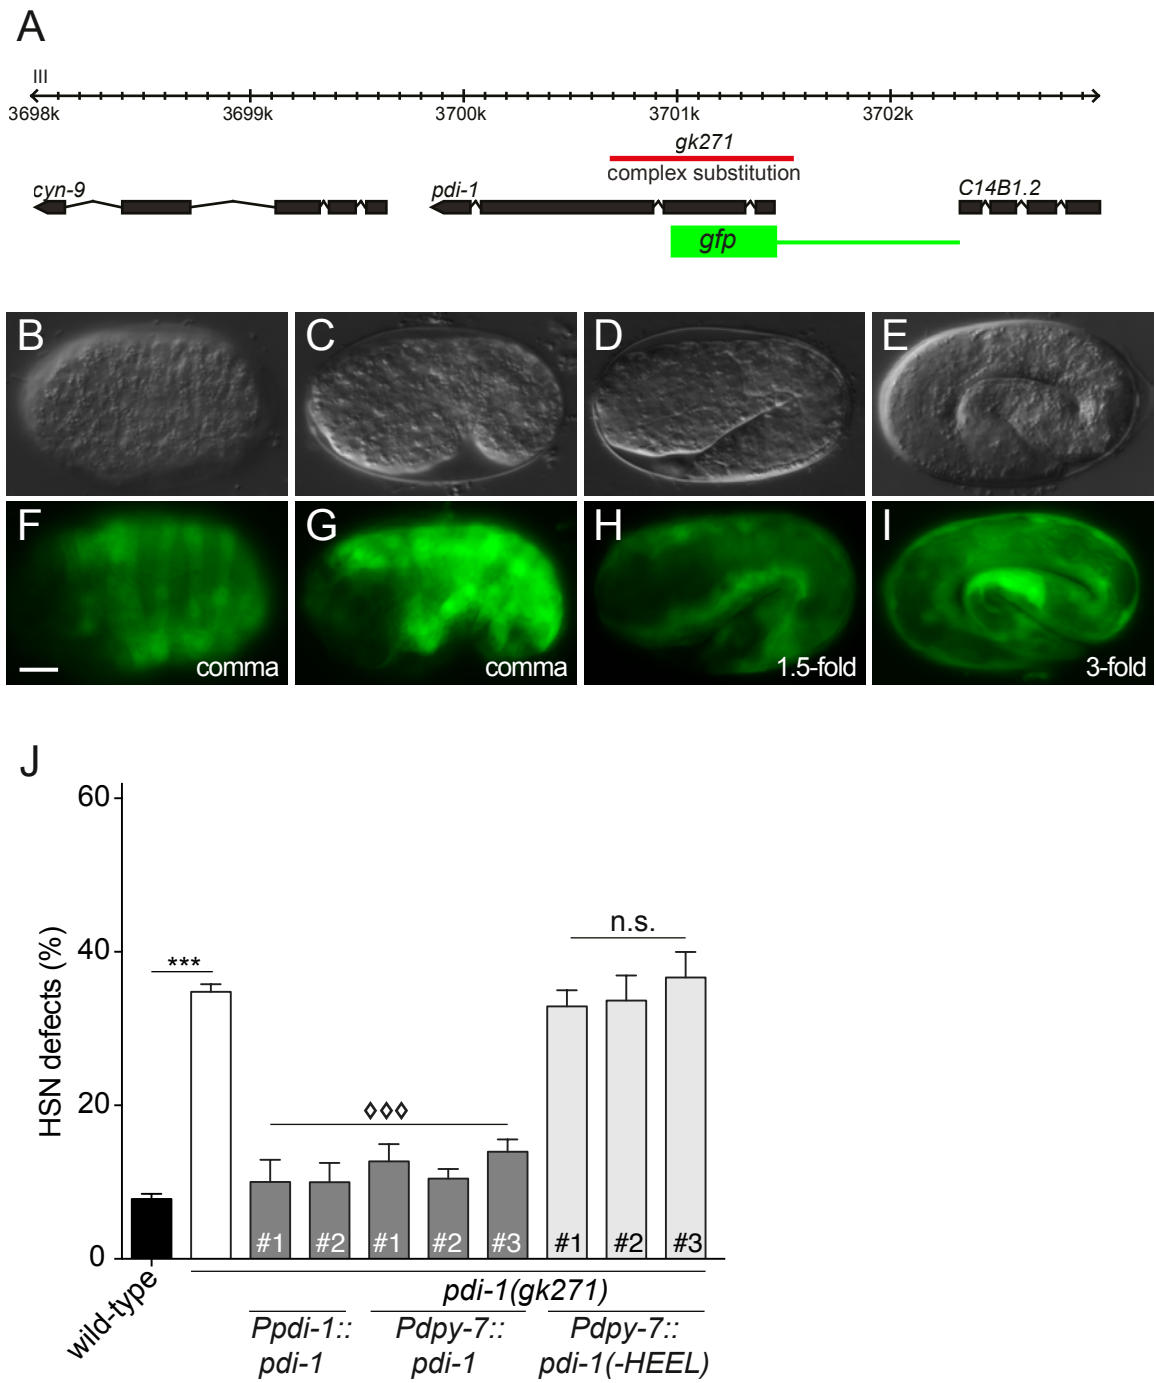 A
III
3698k 3699k 3700k 3701k 3702k
gk271
complex substitution
cyn-9 pdi-1 C14B1.2
gfp
B C D E
F G H I
comma comma 1.5-fold 3-fold
J
60
40
20
0
HSN defects (%)
***
◊◊◊
n.s.
#1 #2 #1 #2 #3 #1 #2 #3
wild-type
pdi-1(gk271)
Ppdi-1:: Pdpy-7:: Pdpy-7::
pdi-1 pdi-1 pdi-1(-HEEL)